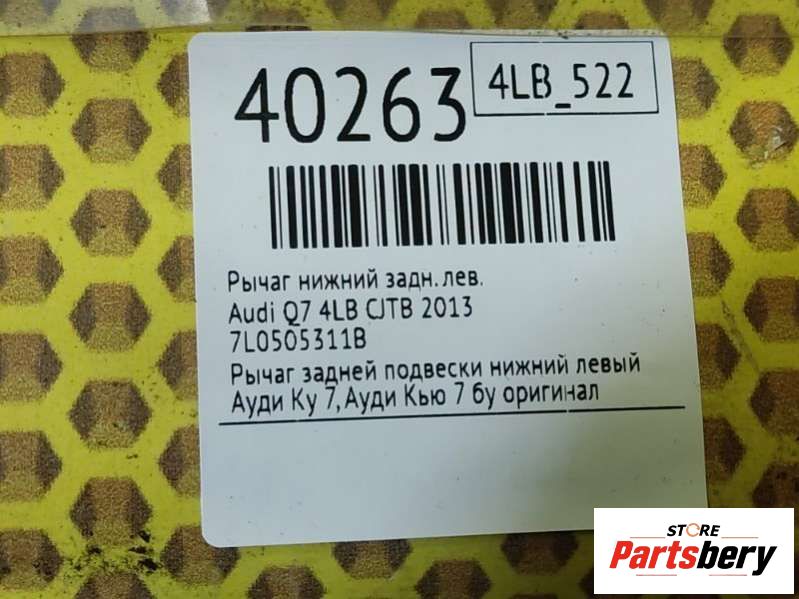 40263
4LB_522
Рычаг нижний задн.лев.
Audi Q7 4LB CJTB 2013
7L0505311B
Рычаг задней подвески нижний левый
Ауди Ку 7,Ауди Кью 7 бу оригинал
STORE
Partsbery